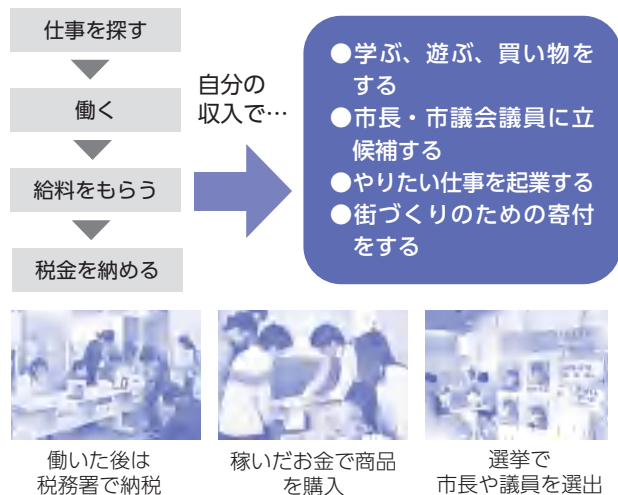 仕事を探す
働く
給料をもらう
税金を納める
自分の
収入で…
●学ぶ、遊ぶ、買い物を
する
●市長・市議会議員に立
候補する
●やりたい仕事を起業する
●街づくりのための寄付
をする
働いた後は
税務署で納税
稼いだお金で商品
を購入
選挙で
市長や議員を選出